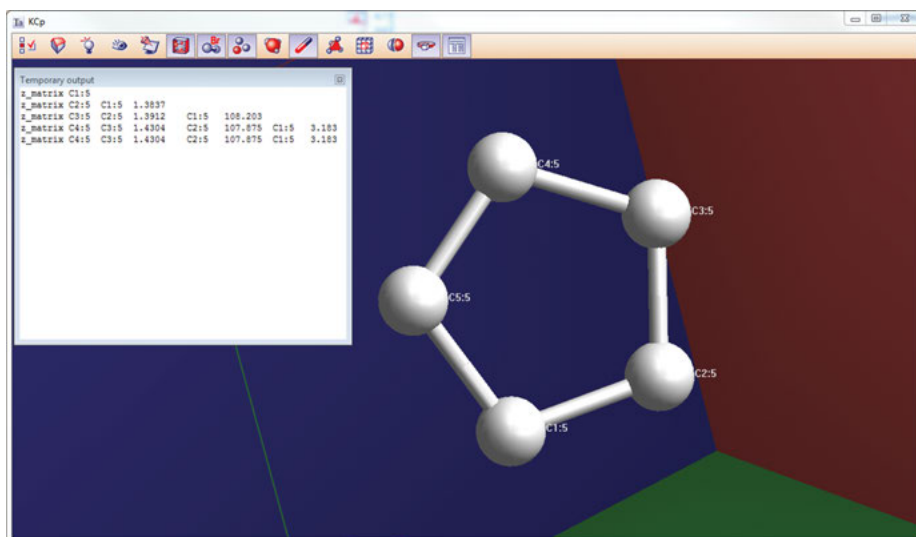 KCp
Temporary output
z_matrix C1:5
z_matrix C2:5 C1:5 1.3837
z_matrix C3:5 C2:5 1.3912 C1:5 108.203
z_matrix C4:5 C3:5 1.4304 C2:5 107.875 C1:5 3.183
z_matrix C4:5 C3:5 1.4304 C2:5 107.875 C1:5 3.183
C4:5
C3:5
C5:5
C2:5
C1:5